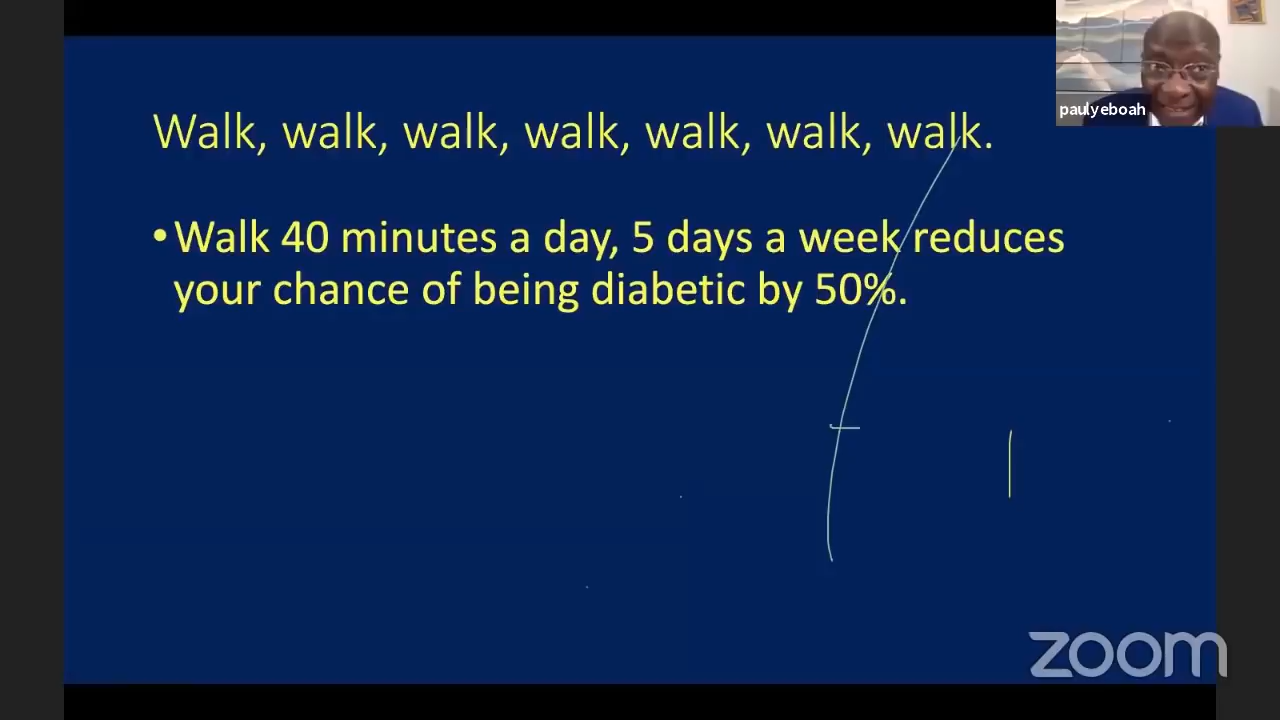 paulyeboah
Walk, walk, walk, walk, walk, walk, walk.
•Walk 40 minutes a day, 5 days a week reduces
your chance of being diabetic by 50%.
zoom